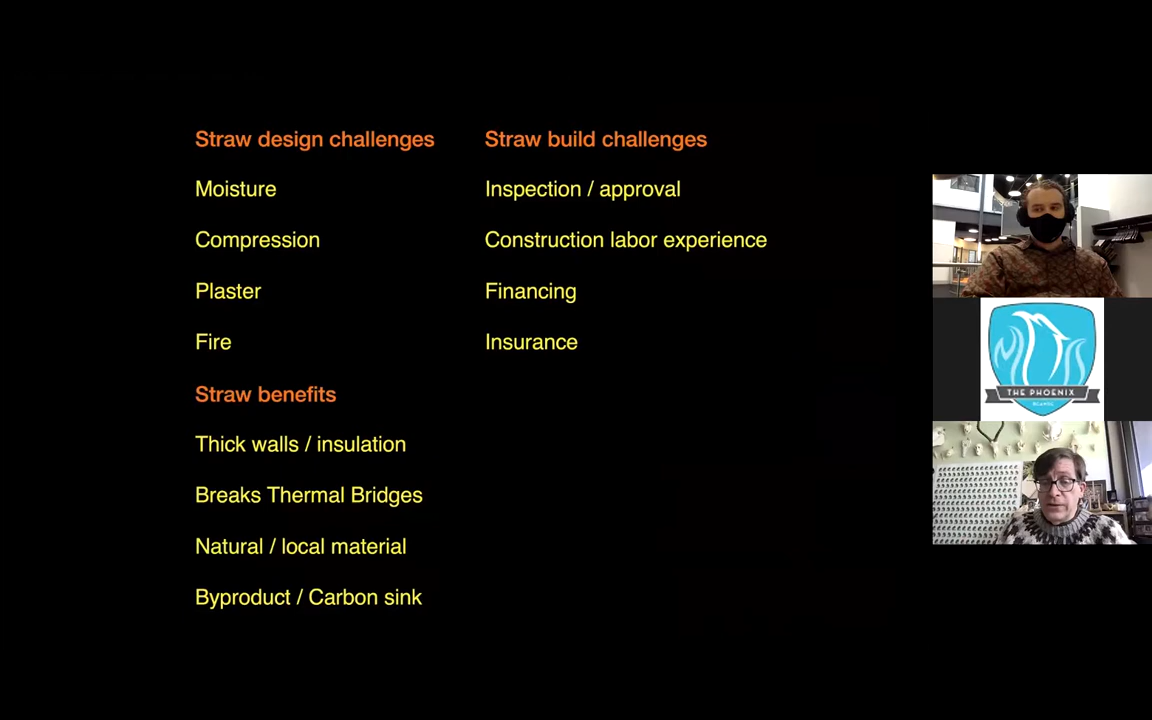 Straw design challenges
Moisture
Compression
Plaster
Fire
Straw benefits
Thick walls / insulation
Breaks Thermal Bridges
Natural / local material
Byproduct / Carbon sink
Straw build challenges
Inspection / approval
Construction labor experience
Financing
Insurance
THE PHOENIX